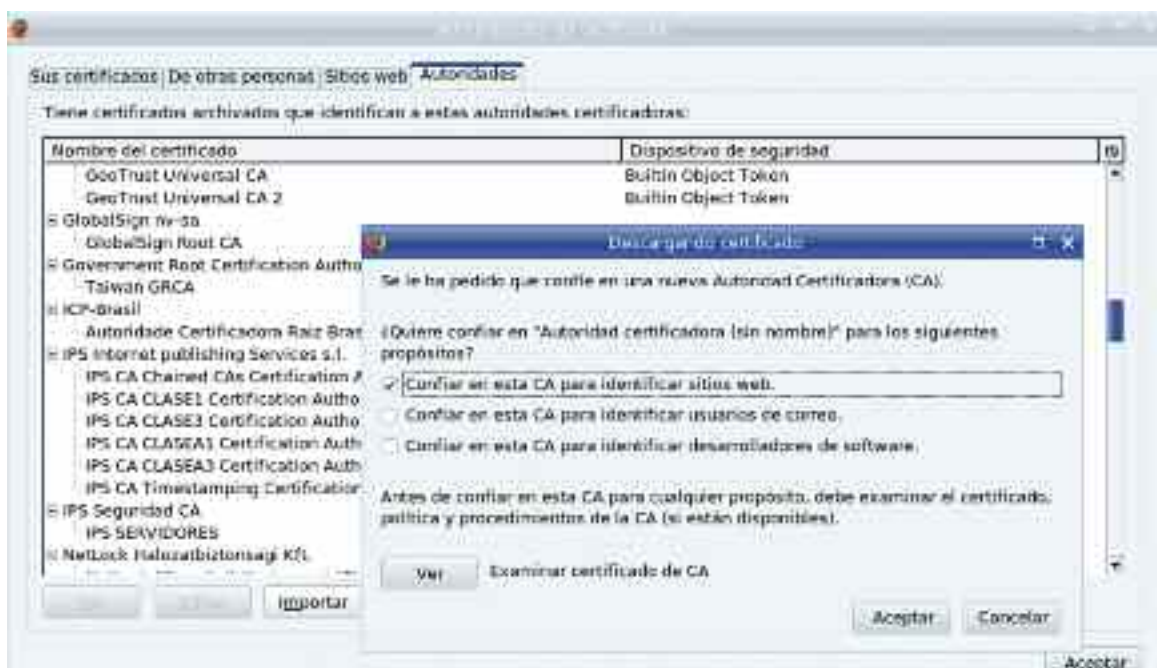 Sus certificados De otras personas Sitios web Autoridades
Tiene certificados archivados que identifican a estas autoridades certificadoras:
Nombre del certificado Dispositivo de seguridad
GeoTrust Universal CA Builtin Object Token
GeoTrust Universal CA 2 Builtin Object Token
GlobalSign nv-sa
GlobalSign Root CA
Government Root Certification Autho
Taiwan GRCA
ICP-Brasil
Autoridade Certificadora Raiz Bras
IPS Internet publishing Services s.l.
IPS CA Chained CAs Certification A
IPS CA CLASE1 Certification Autho
IPS CA CLASE3 Certification Autho
IPS CA CLASEA1 Certification Auth
IPS CA CLASEA3 Certification Auth
IPS CA Timestamping Certification
IPS Seguridad CA
IPS SERVIDORES
NetLock Halozatbiztonsagi Kft.
Importar
Descargando certificado
Se le ha pedido que confíe en una nueva Autoridad Certificadora (CA).
¿Quiere confiar en "Autoridad certificadora (sin nombre)" para los siguientes
propósitos?
Confiar en esta CA para identificar sitios web.
Confiar en esta CA para identificar usuarios de correo.
Confiar en esta CA para identificar desarrolladores de software.
Antes de confiar en esta CA para cualquier propósito, debe examinar el certificado,
política y procedimientos de la CA (si están disponibles).
Ver Examinar certificado de CA
Aceptar Cancelar
Aceptar